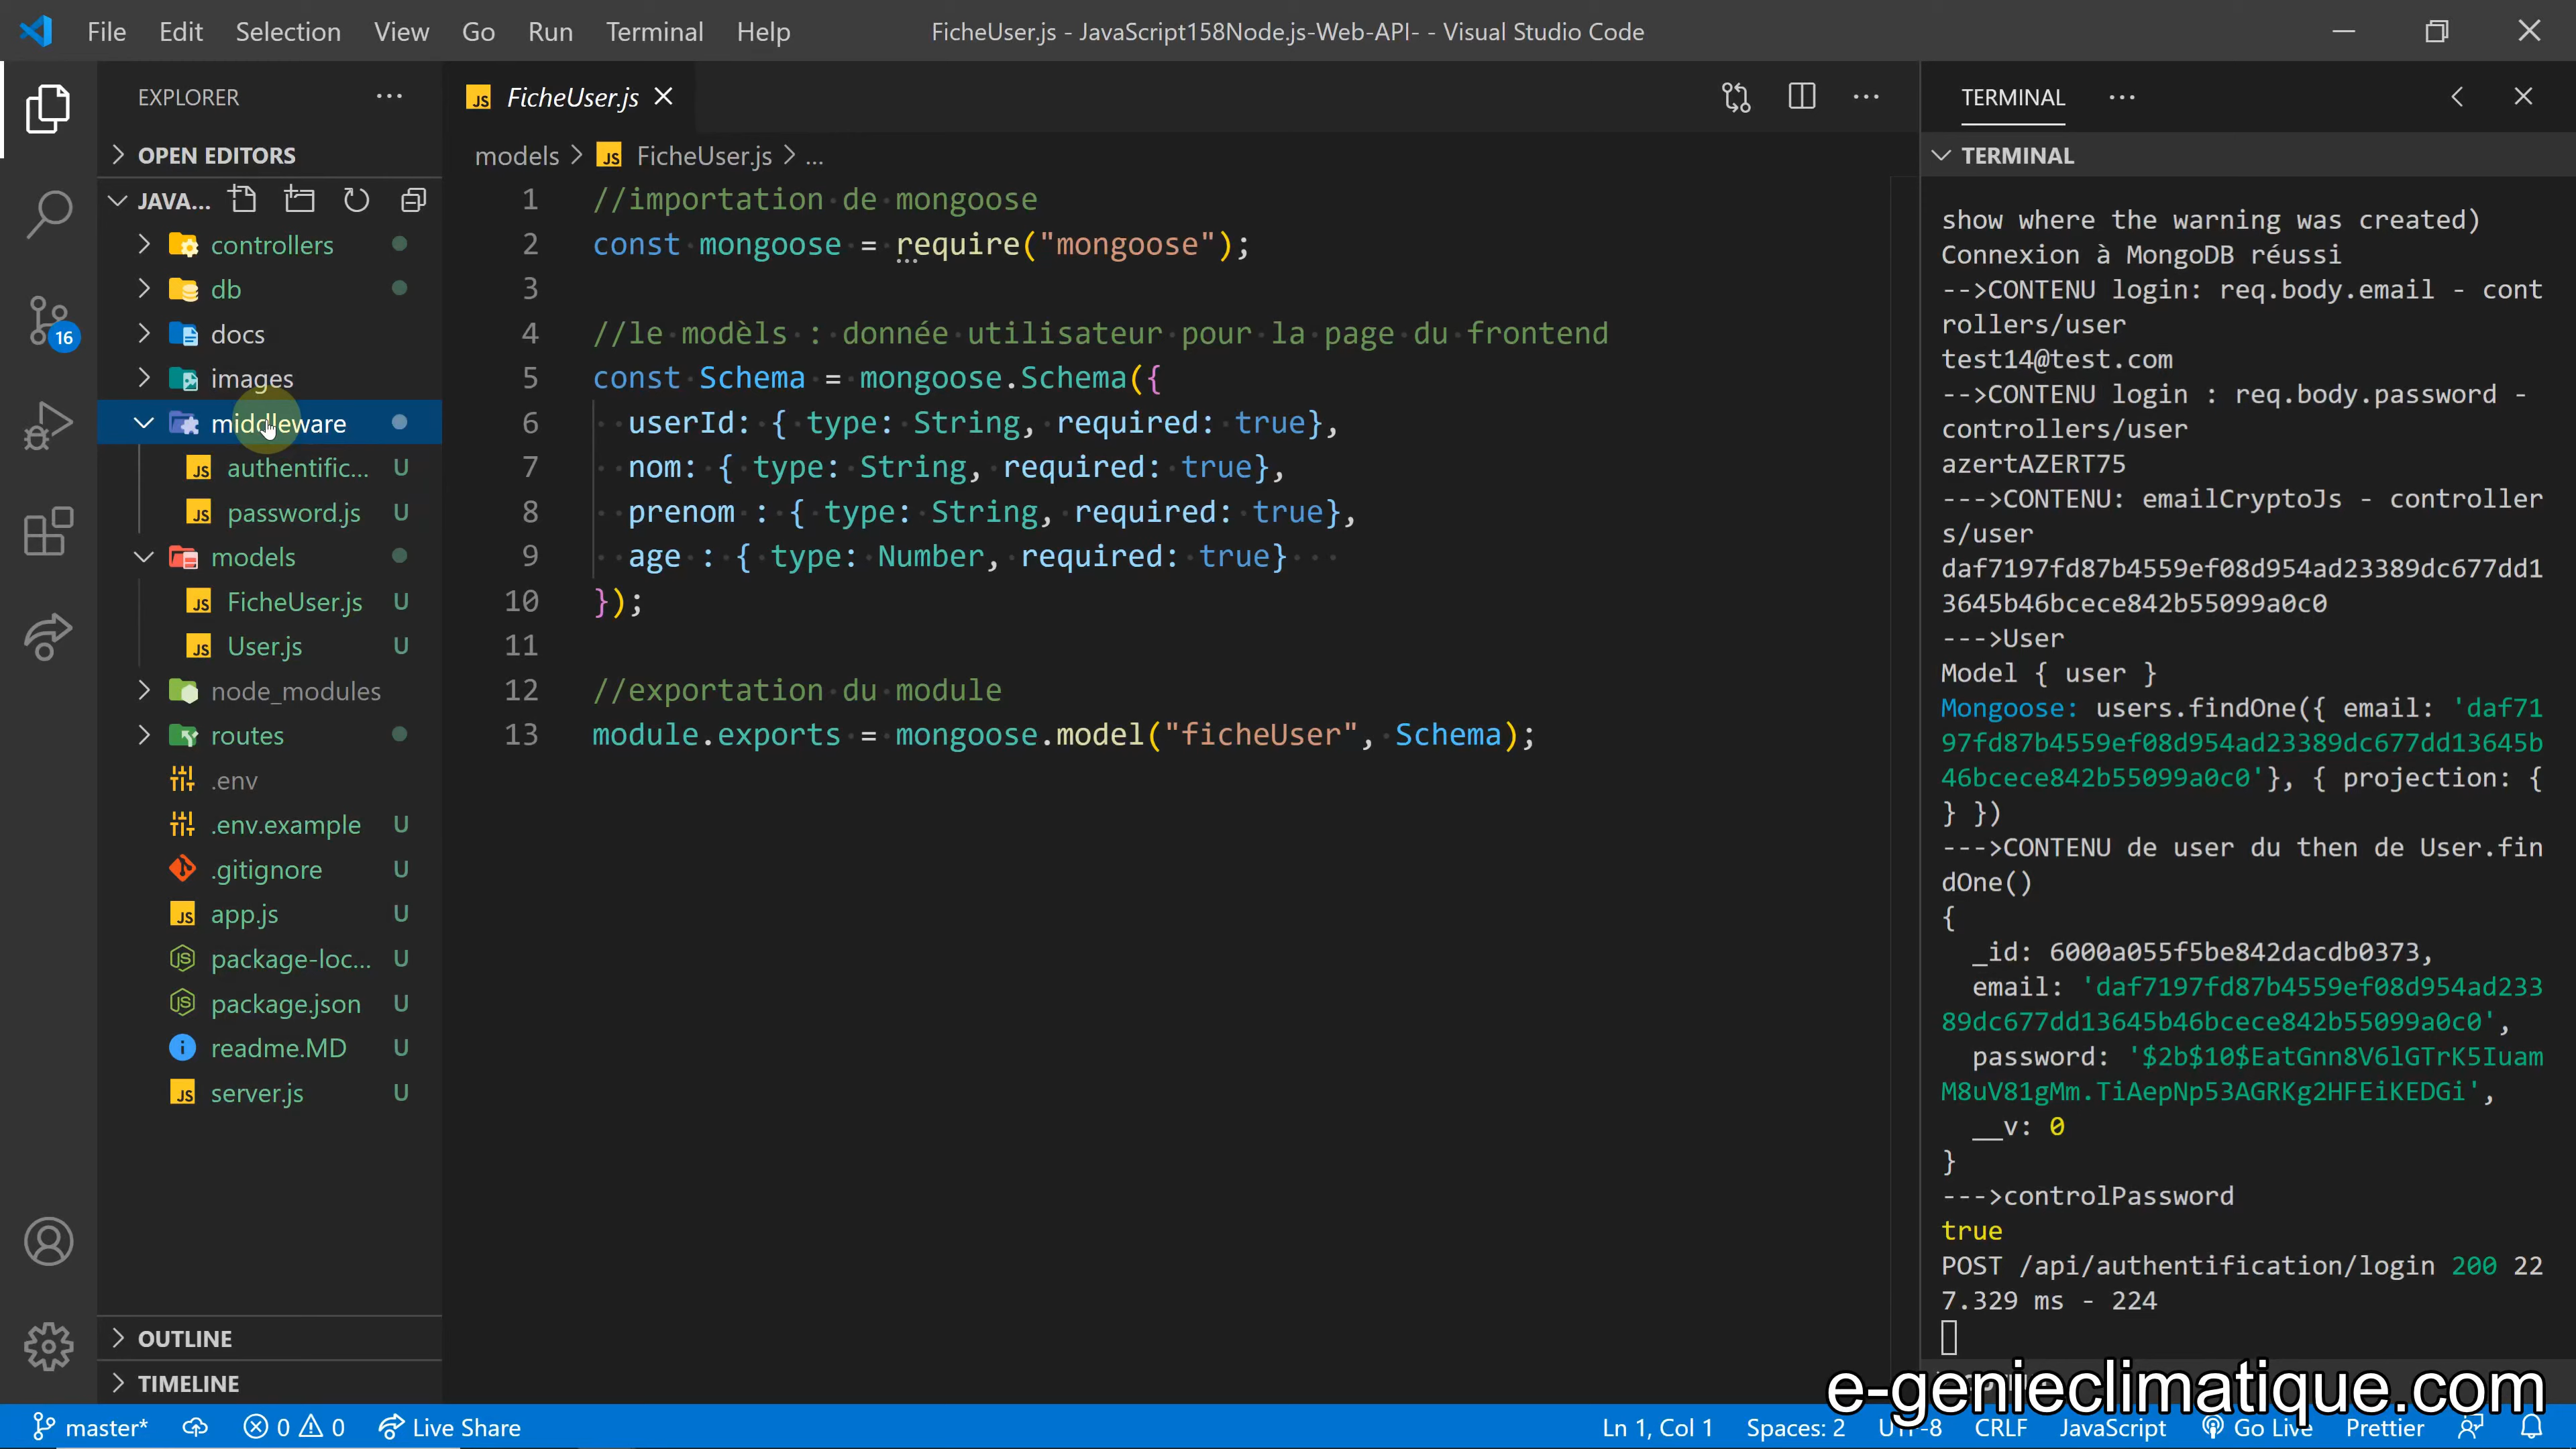 File Edit Selection View Go Run Terminal Help
FicheUser.js - JavaScript158Node.js-Web-API- - Visual Studio Code
EXPLORER
OPEN EDITORS
JAVA...
controllers
db
docs
images
middleware
authentific... U
password.js U
models
FicheUser.js U
User.js U
node_modules
routes
.env
.env.example U
.gitignore U
app.js U
package-loc... U
package.json U
readme.MD U
server.js U
OUTLINE
TIMELINE
16
FicheUser.js
models > FicheUser.js > ...
1 //importation de mongoose
2 const mongoose = require("mongoose");
3
4 //le modèls : donnée utilisateur pour la page du frontend
5 const Schema = mongoose.Schema({
6 userId: { type: String, required: true},
7 nom: { type: String, required: true},
8 prenom : { type: String, required: true},
9 age : { type: Number, required: true}
10 });
11
12 //exportation du module
13 module.exports = mongoose.model("ficheUser", Schema);
TERMINAL
TERMINAL
show where the warning was created)
Connexion à MongoDB réussi
-->CONTENU login: req.body.email - cont
rollers/user
test14@test.com
-->CONTENU login : req.body.password -
controllers/user
azertAZERT75
--->CONTENU: emailCryptoJs - controller
s/user
daf7197fd87b4559ef08d954ad23389dc677dd1
3645b46bcece842b55099a0c0
--->User
Model { user }
Mongoose: users.findOne({ email: 'daf71
97fd87b4559ef08d954ad23389dc677dd13645b
46bcece842b55099a0c0'}, { projection: {
} })
--->CONTENU de user du then de User.fin
dOne()
{
_id: 6000a055f5be842dacdb0373,
email: 'daf7197fd87b4559ef08d954ad233
89dc677dd13645b46bcece842b55099a0c0',
password: '$2b$10$EatGnn8V6lGTrK5Iuam
M8uV81gMm.TiAepNp53AGRKg2HFEiKEDGi',
__v: 0
}
--->controlPassword
true
POST /api/authentification/login 200 22
7.329 ms - 224
e-genieclimatique.com
master* 0 0 Live Share
Ln 1, Col 1 Spaces: 2 UTF-8 CRLF JavaScript Go Live Prettier